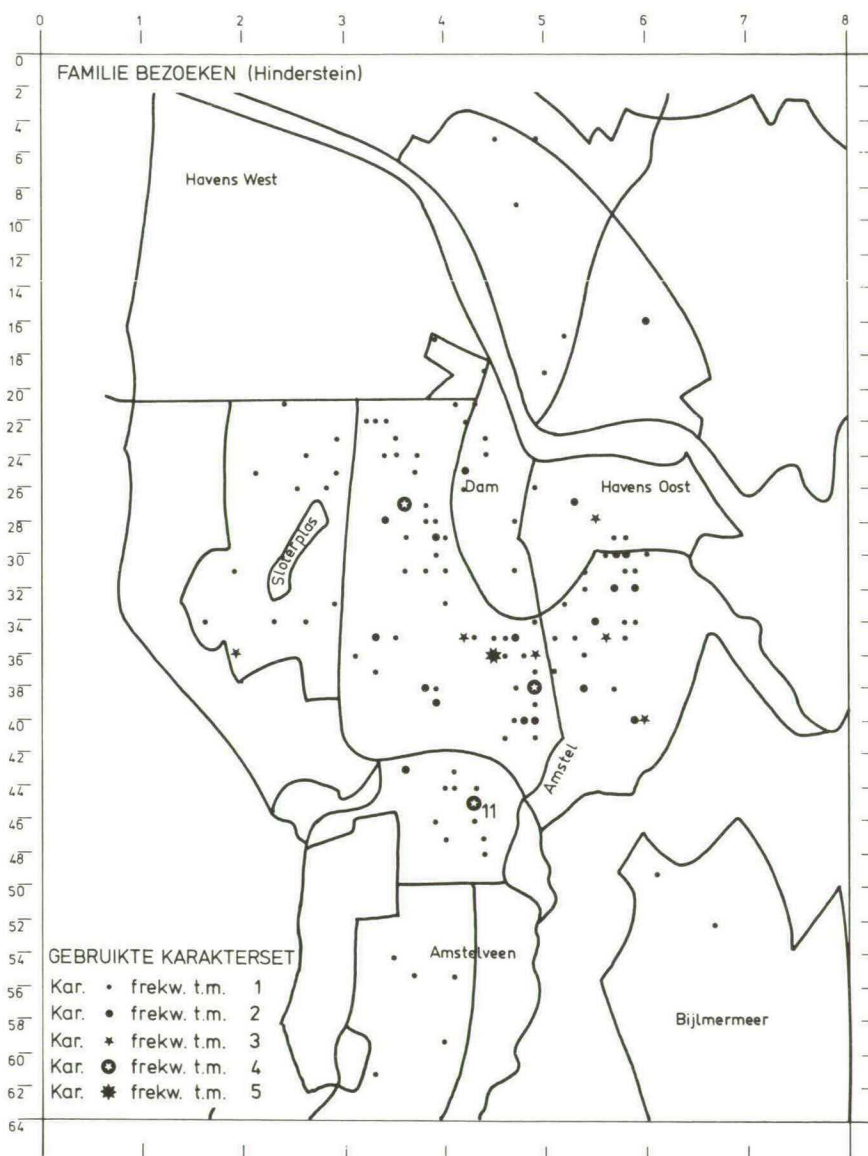 0 1 2 3 4 5 6 7 8
0
FAMILIE BEZOEKEN (Hinderstein)
2
4
6
Havens West
8
10
12
14
16
18
20
22
24
Dam
Havens Oost
26
28
Sloterplas
30
32
34
36
38
40
42
Amstel
44
11
46
48
50
52
Amstelveen
GEBRUIKTE KARAKTERSET
54
Kar. • frekw. t.m. 1
56
Kar. ● frekw. t.m. 2
Bijlmermeer
58
Kar. ★ frekw. t.m. 3
60
Kar. ✪ frekw. t.m. 4
62
Kar. ✸ frekw. t.m. 5
64